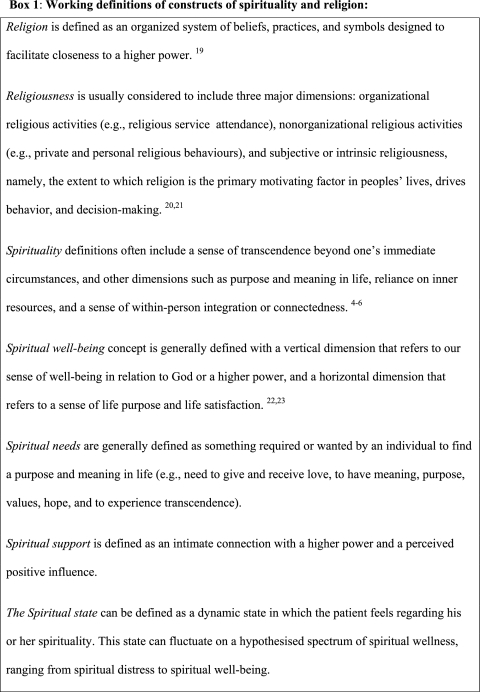 Box 1: Working definitions of constructs of spirituality and religion:
Religion is defined as an organized system of beliefs, practices, and symbols designed to
facilitate closeness to a higher power. 19
Religiousness is usually considered to include three major dimensions: organizational
religious activities (e.g., religious service attendance), nonorganizational religious activities
(e.g., private and personal religious behaviours), and subjective or intrinsic religiousness,
namely, the extent to which religion is the primary motivating factor in peoples’ lives, drives
behavior, and decision-making. 20,21
Spirituality definitions often include a sense of transcendence beyond one’s immediate
circumstances, and other dimensions such as purpose and meaning in life, reliance on inner
resources, and a sense of within-person integration or connectedness. 4-6
Spiritual well-being concept is generally defined with a vertical dimension that refers to our
sense of well-being in relation to God or a higher power, and a horizontal dimension that
refers to a sense of life purpose and life satisfaction. 22,23
Spiritual needs are generally defined as something required or wanted by an individual to find
a purpose and meaning in life (e.g., need to give and receive love, to have meaning, purpose,
values, hope, and to experience transcendence).
Spiritual support is defined as an intimate connection with a higher power and a perceived
positive influence.
The Spiritual state can be defined as a dynamic state in which the patient feels regarding his
or her spirituality. This state can fluctuate on a hypothesised spectrum of spiritual wellness,
ranging from spiritual distress to spiritual well-being.